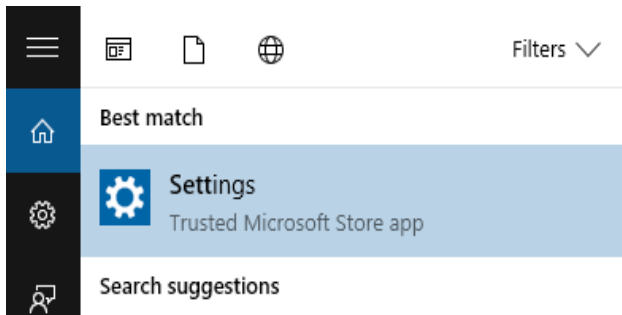 Filters
Best match
Settings
Trusted Microsoft Store app
Search suggestions